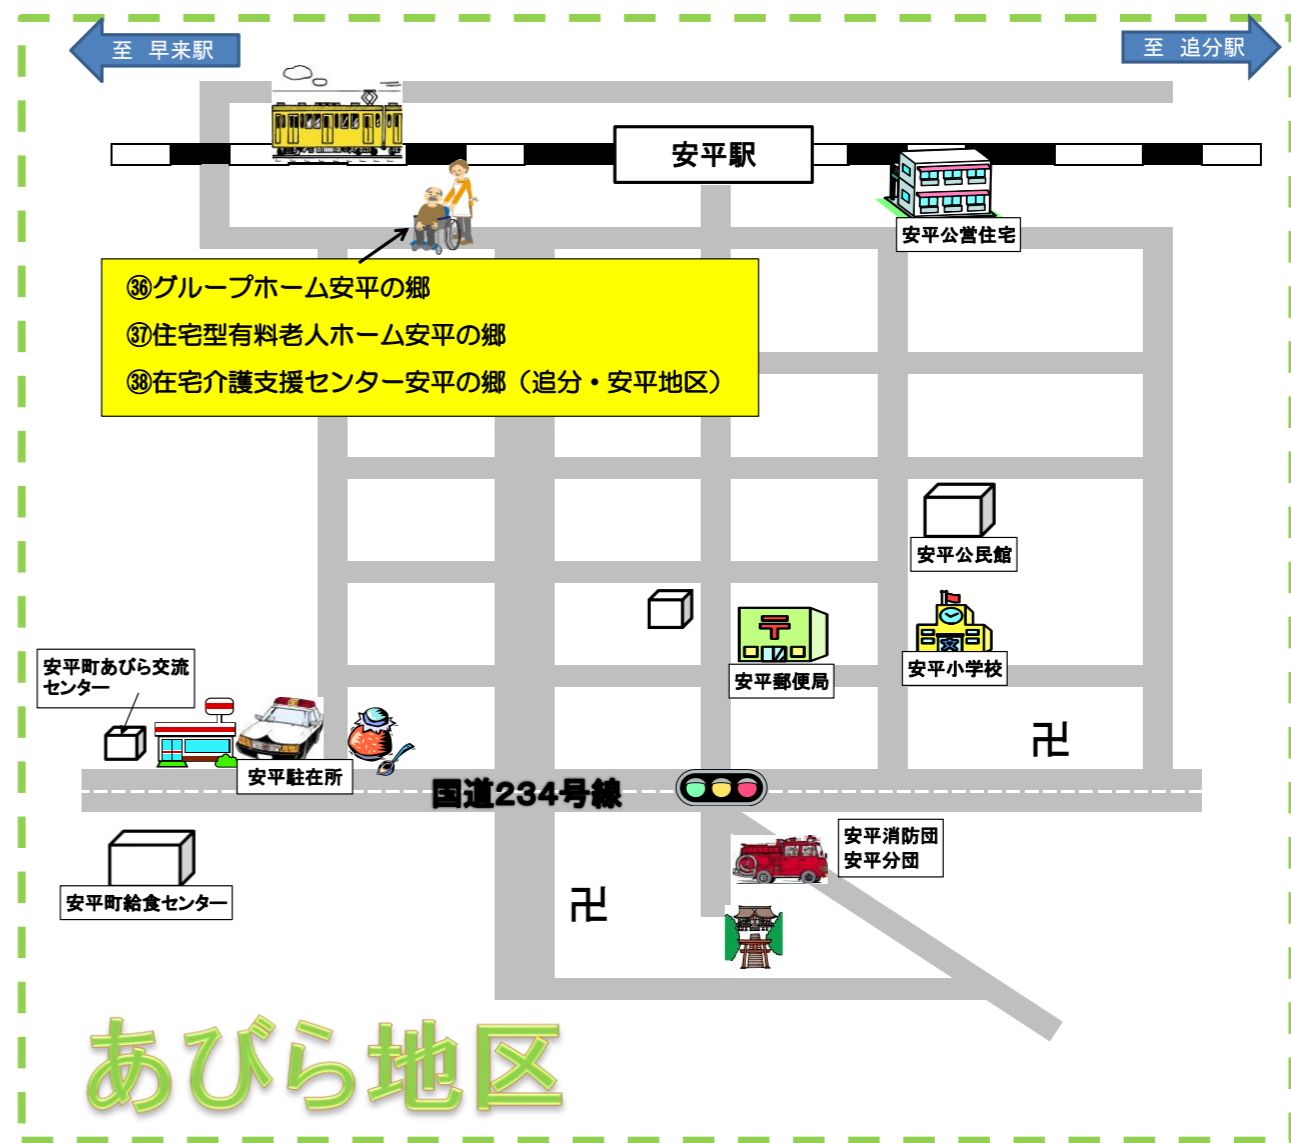 至 早来駅
至 追分駅
安平駅
安平公営住宅
㊱グループホーム安平の郷
㊲住宅型有料老人ホーム安平の郷
㊳在宅介護支援センター安平の郷（追分・安平地区）
安平公民館
安平小学校
安平郵便局
安平町あびら交流
センター
安平駐在所
国道234号線
卍
安平消防団
安平分団
安平町給食センター
卍
あびら地区